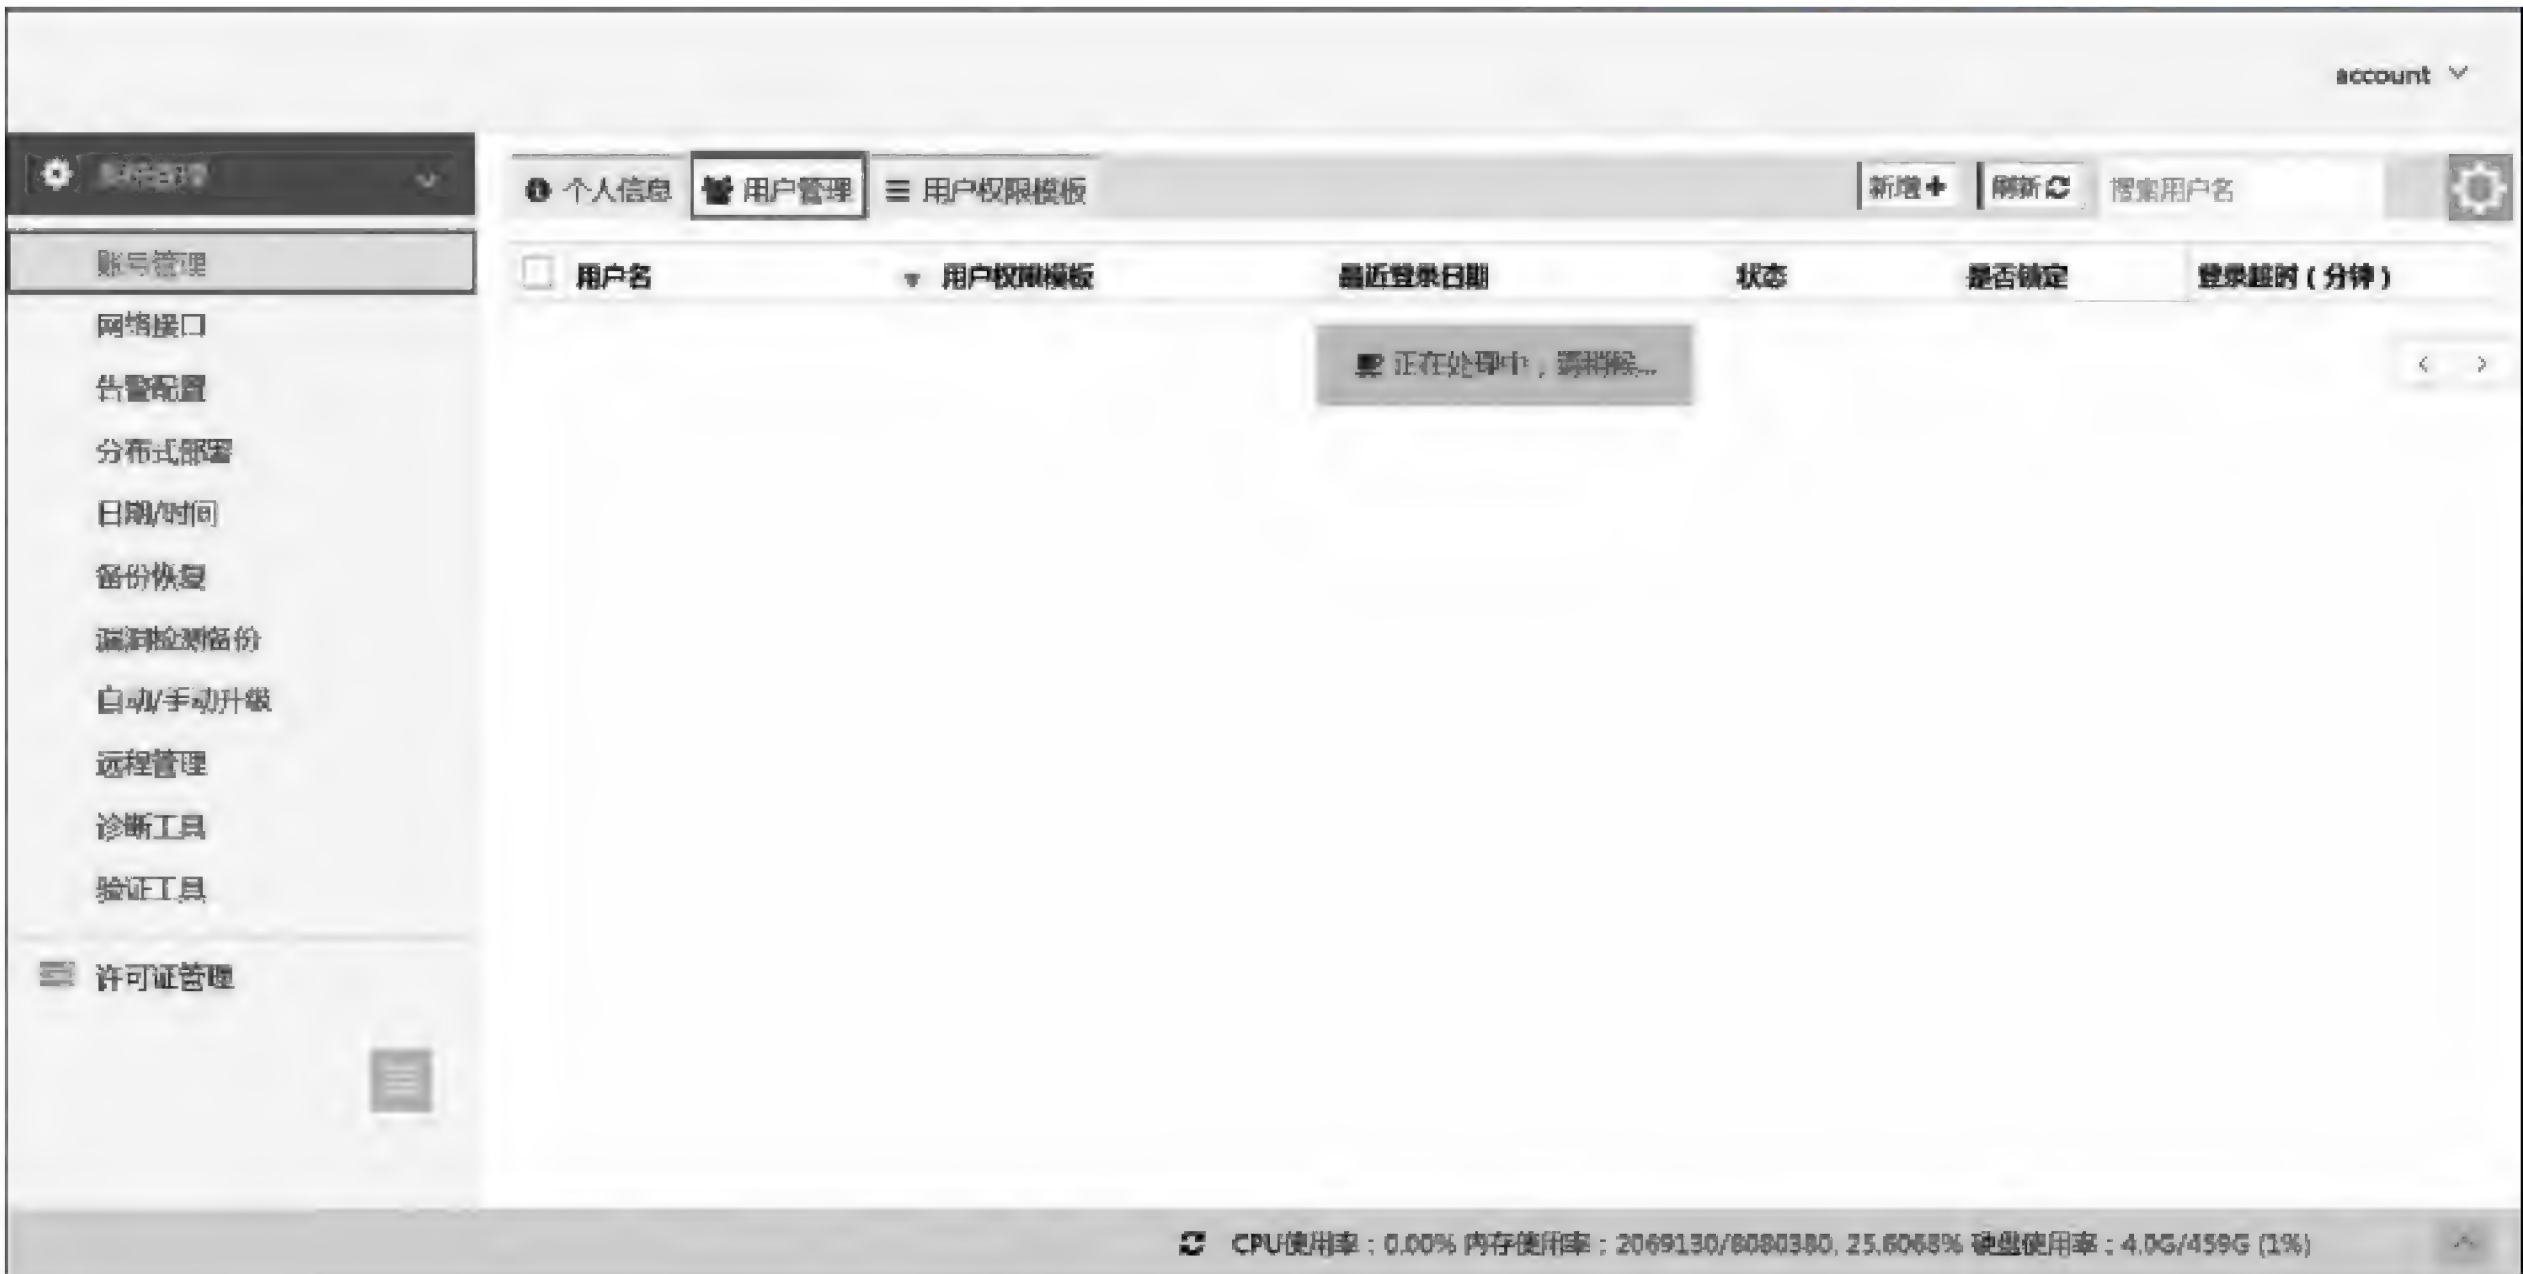 account
个人信息 用户管理 用户权限模板 新增 刷新 搜索用户名
账号管理
用户名 用户权限模板 最近登录日期 状态 是否锁定 登录超时(分钟)
网络接口
正在处理中,请稍候...
告警配置
分布式部署
日期/时间
备份恢复
漏洞检测备份
自动/手动升级
远程管理
诊断工具
验证工具
许可证管理
CPU使用率:0.00% 内存使用率:2069130/8080380, 25.6068% 硬盘使用率:4.0G/459G (1%)